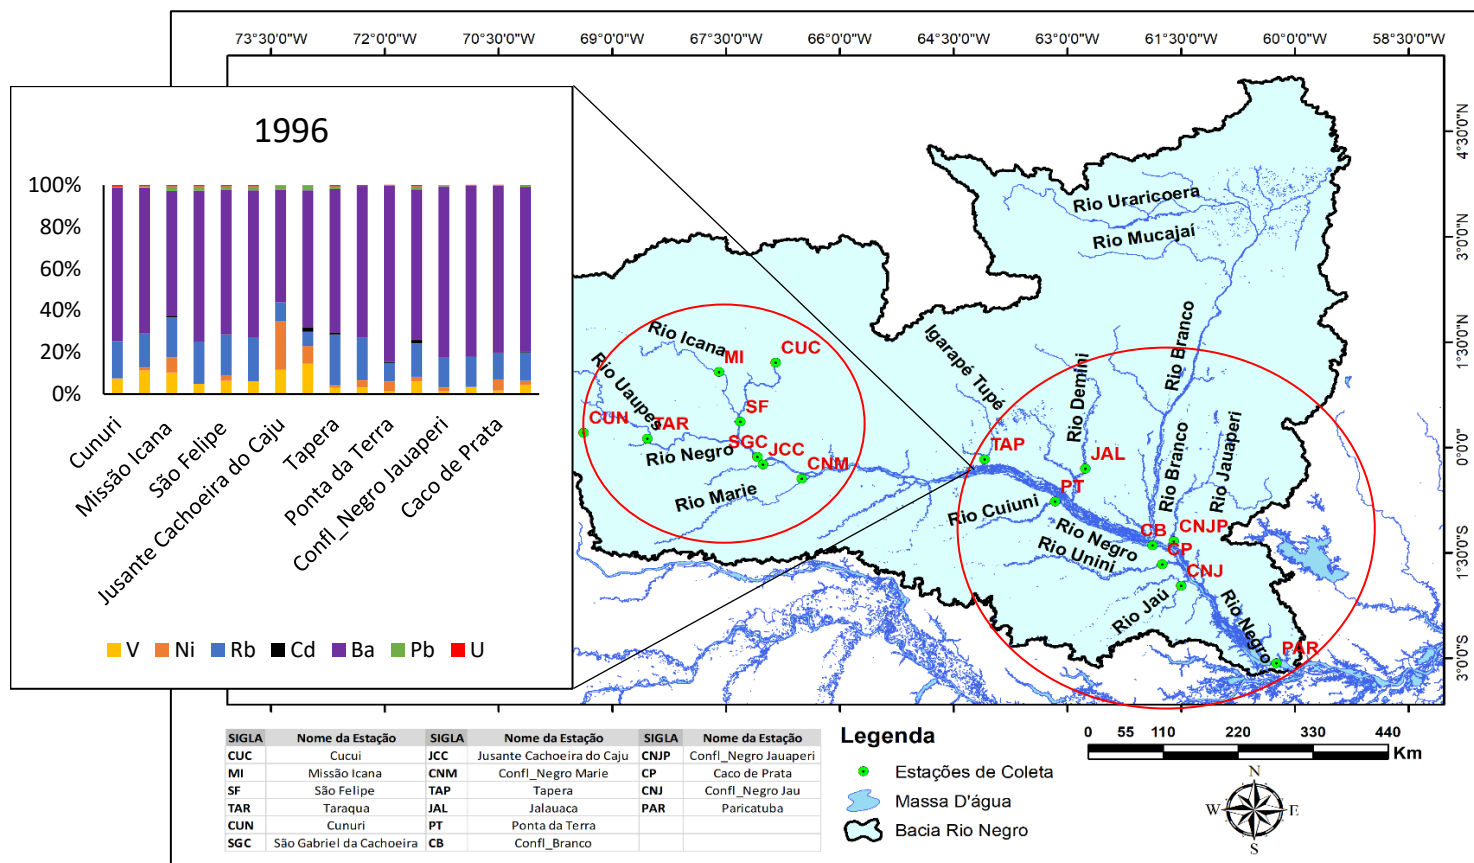 73°30'0"W 72°0'0"W 70°30'0"W 69°0'0"W 67°30'0"W 66°0'0"W 64°30'0"W 63°0'0"W 61°30'0"W 60°0'0"W 58°30'0"W
4°30'0"N
3°0'0"N
1°30'0"N
0°0'0"
1°30'0"S
3°0'0"S
1996
100%
80%
60%
40%
20%
0%
Cunuri
Missão Icana
São Felipe
Jusante Cachoeira do Caju
Tapera
Ponta da Terra
Confl_Negro Jauaperi
Caco de Prata
V Ni Rb Cd Ba Pb U
Rio Uraricoera
Rio Mucajaí
Rio Branco
Rio Icana
MI
CUC
Igarapé Tupé
Rio Demini
Rio Uaupes
CUN
TAR
SF
SGC
JCC
Rio Negro
CNM
Rio Marie
TAP
JAL
Rio Branco
Rio Jauaperi
PT
Rio Cuiuni
Rio Negro
CB
CNJP
CP
Rio Unini
CNJ
Rio Jaú
Rio Negro
PAR
SIGLA Nome da Estação SIGLA Nome da Estação SIGLA Nome da Estação
CUC Cucui JCC Jusante Cachoeira do Caju CNJP Confl_Negro Jauaperi
MI Missão Icana CNM Confl_Negro Marie CP Caco de Prata
SF São Felipe TAP Tapera CNJ Confl_Negro Jau
TAR Taraqua JAL Jalauaca PAR Paricatuba
CUN Cunuri PT Ponta da Terra
SGC São Gabriel da Cachoeira CB Confl_Branco
Legenda
Estações de Coleta
Massa D'água
Bacia Rio Negro
0 55 110 220 330 440
Km
N
W E
S